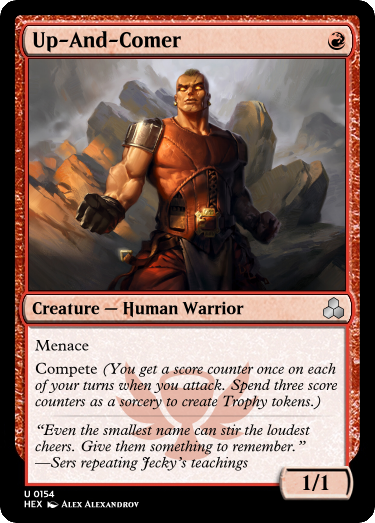 Up-And-Comer
Creature — Human Warrior
Menace
Compete (You get a score counter once on each
of your turns when you attack. Spend three score
counters as a sorcery to create Trophy tokens.)
“Even the smallest name can stir the loudest
cheers. Give them something to remember.”
—Sers repeating Jecky’s teachings
1/1
U 0154
HEX Alex Alexandrov